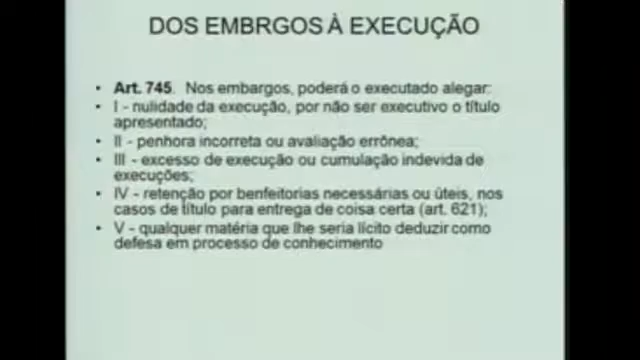 DOS EMBRGOS À EXECUÇÃO
• Art. 745. Nos embargos, poderá o executado alegar:
• I - nulidade da execução, por não ser executivo o título
apresentado;
• II - penhora incorreta ou avaliação errônea;
• III - excesso de execução ou cumulação indevida de
execuções;
• IV - retenção por benfeitorias necessárias ou úteis, nos
casos de título para entrega de coisa certa (art. 621);
• V - qualquer matéria que lhe seria lícito deduzir como
defesa em processo de conhecimento